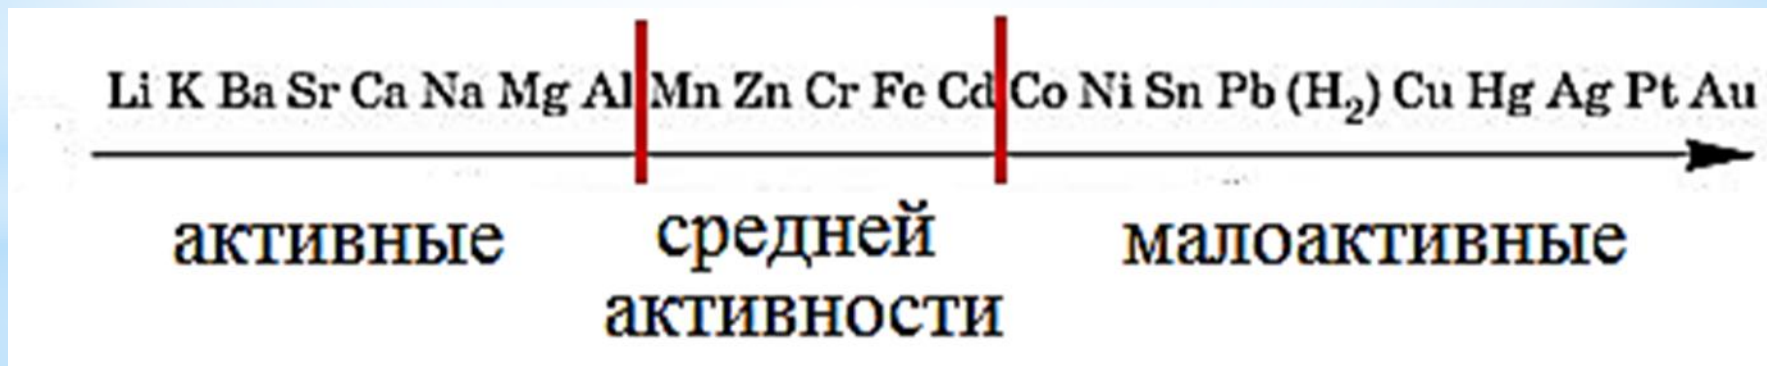 Li K Ba Sr Ca Na Mg Al Mn Zn Cr Fe Cd Co Ni Sn Pb (H₂) Cu Hg Ag Pt Au
активные
средней
активности
малоактивные